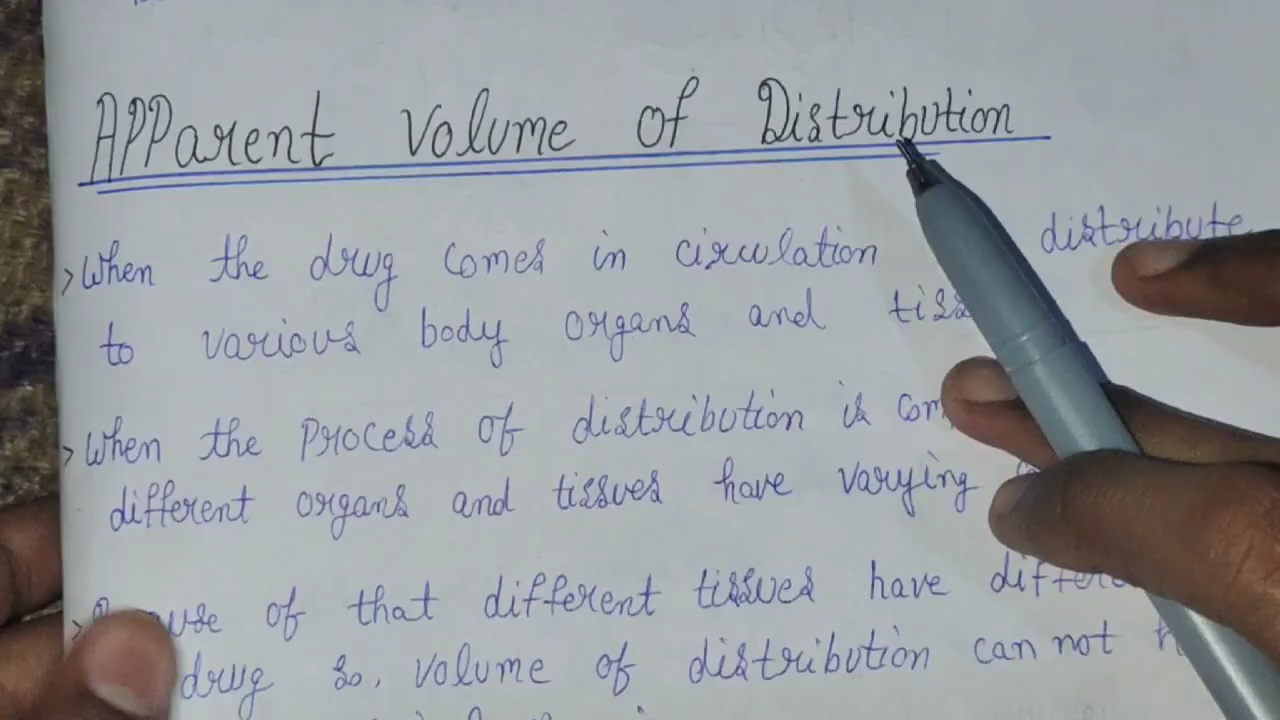 APParent Volume of Distribution
> When the drug comes in circulation distribute
to various body organs and
> When the Process of distribution is
different organs and tissues have varying
of that different tissues have
drug so, volume of distribution can not